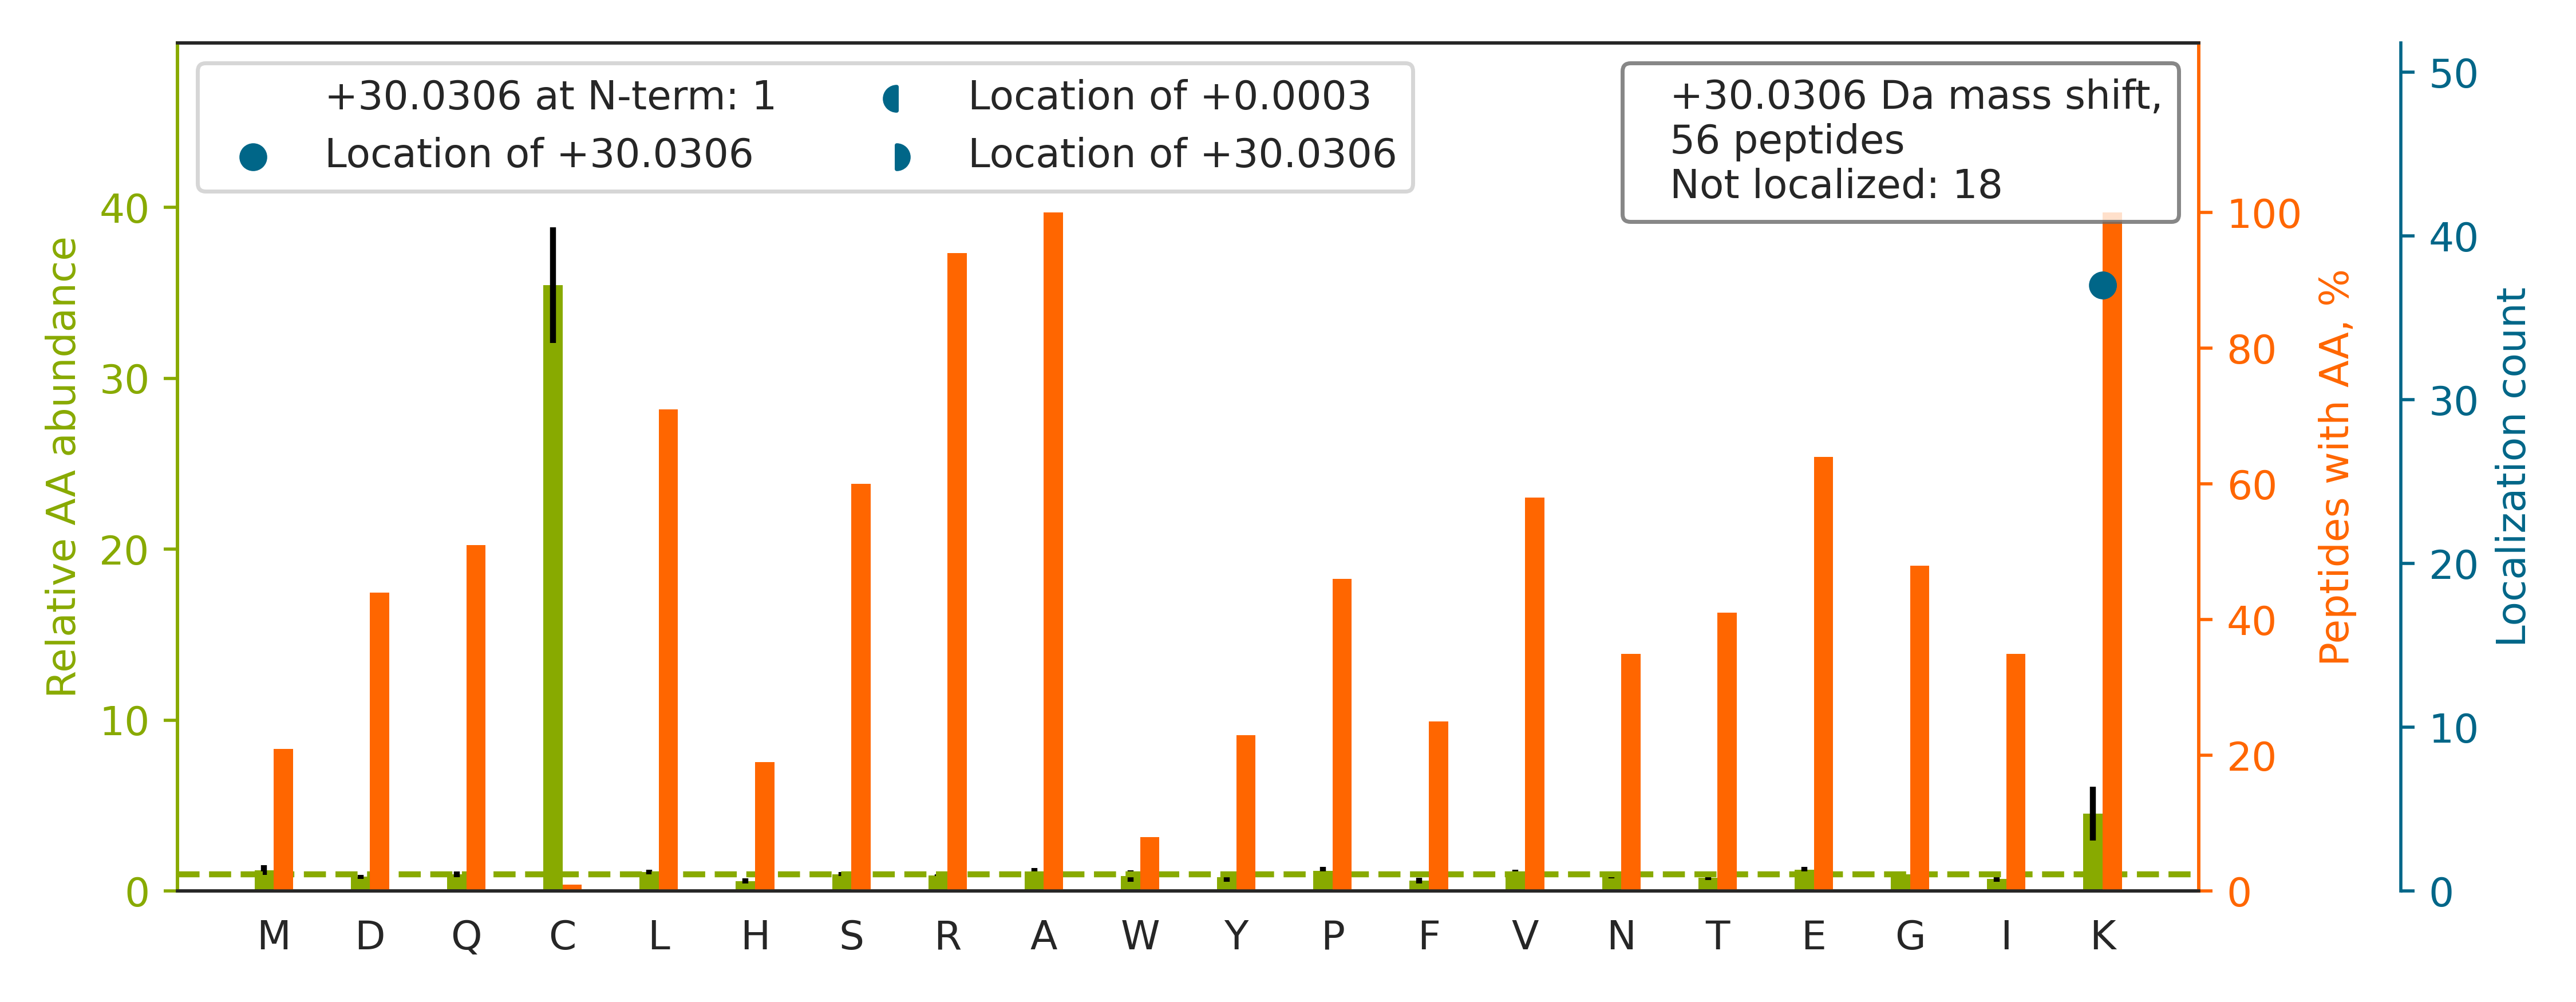 +30.0306 at N-term: 1
Location of +30.0306
Location of +0.0003
Location of +30.0306
+30.0306 Da mass shift,
56 peptides
Not localized: 18
Relative AA abundance
40
30
20
10
0
M D Q C L H S R A W Y P F V N T E G I K
100
80
60
40
20
0
Peptides with AA, %
50
40
30
20
10
0
Localization count